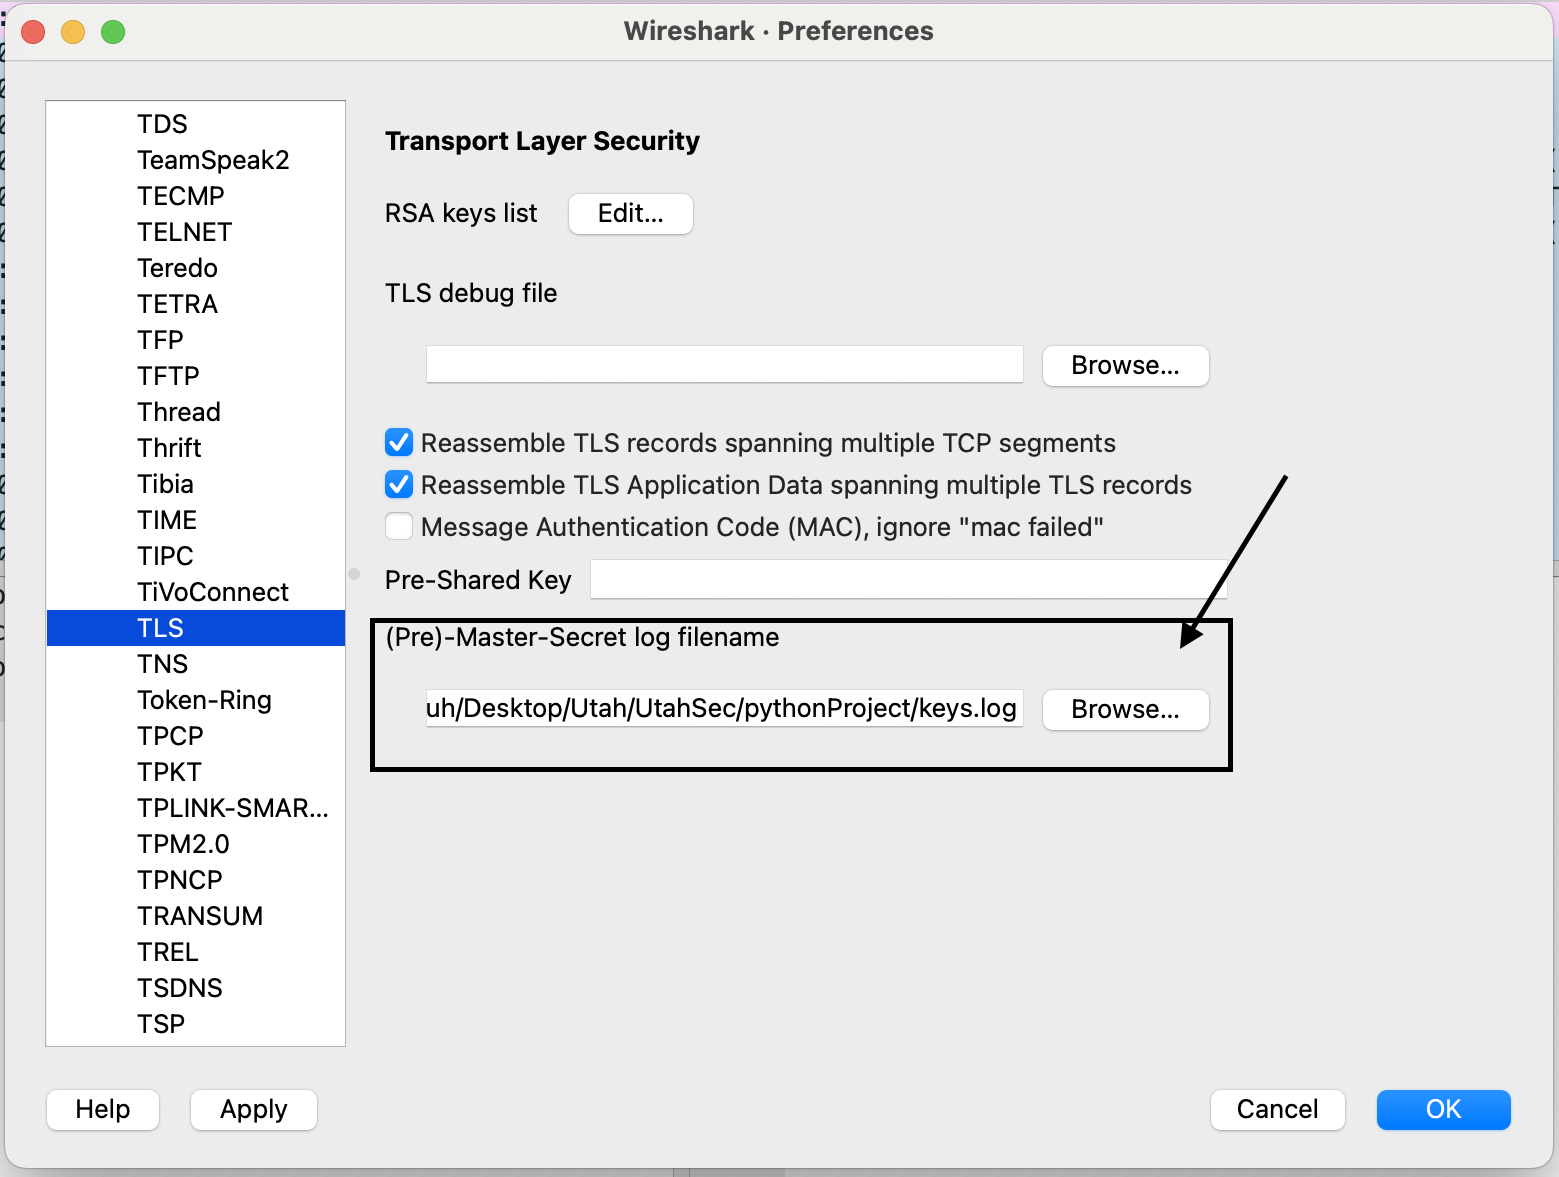 Wireshark · Preferences
TDS
TeamSpeak2
TECMP
TELNET
Teredo
TETRA
TFP
TFTP
Thread
Thrift
Tibia
TIME
TIPC
TiVoConnect
TLS
TNS
Token-Ring
TPCP
TPKT
TPLINK-SMAR...
TPM2.0
TPNCP
TRANSUM
TREL
TSDNS
TSP
Transport Layer Security
RSA keys list Edit...
TLS debug file
Browse...
Reassemble TLS records spanning multiple TCP segments
Reassemble TLS Application Data spanning multiple TLS records
Message Authentication Code (MAC), ignore "mac failed"
Pre-Shared Key
(Pre)-Master-Secret log filename
uh/Desktop/Utah/UtahSec/pythonProject/keys.log Browse...
Help Apply Cancel OK